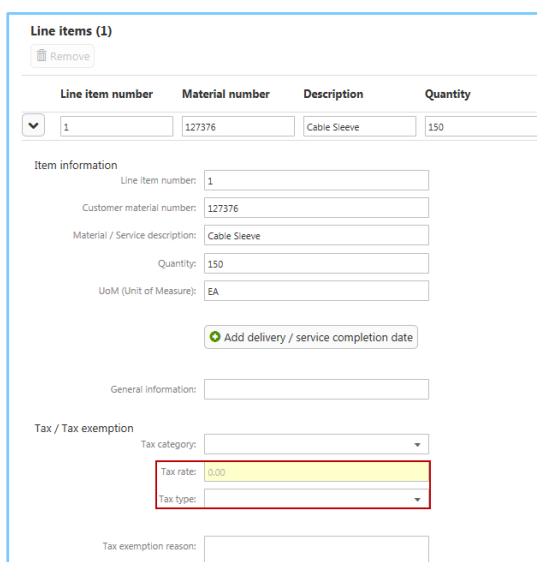 Line items (1)
Remove
Line item number Material number Description Quantity
1 127376 Cable Sleeve 150
Item information
Line item number: 1
Customer material number: 127376
Material / Service description: Cable Sleeve
Quantity: 150
UoM (Unit of Measure): EA
Add delivery / service completion date
General information:
Tax / Tax exemption
Tax category:
Tax rate: 0.00
Tax type:
Tax exemption reason: